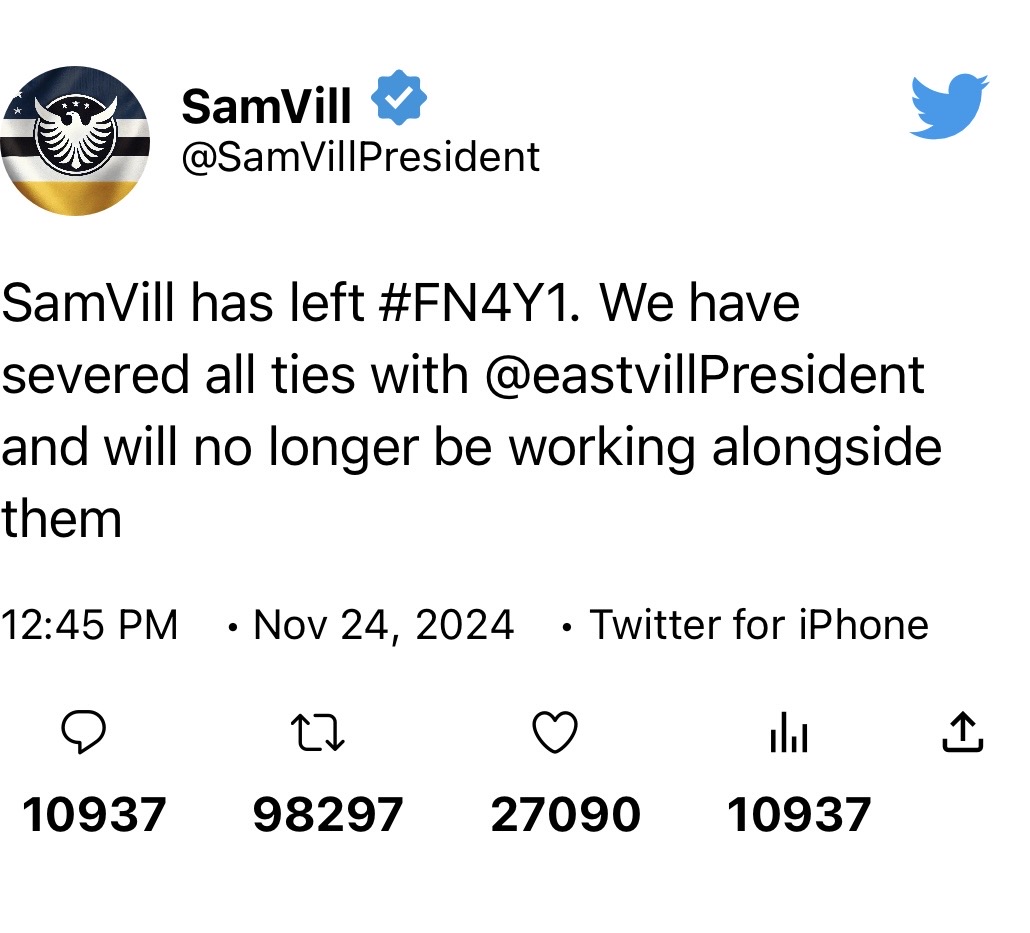 SamVill
@SamVillPresident
SamVill has left #FN4Y1. We have
severed all ties with @eastvillPresident
and will no longer be working alongside
them
12:45 PM • Nov 24, 2024 • Twitter for iPhone
10937 98297 27090 10937